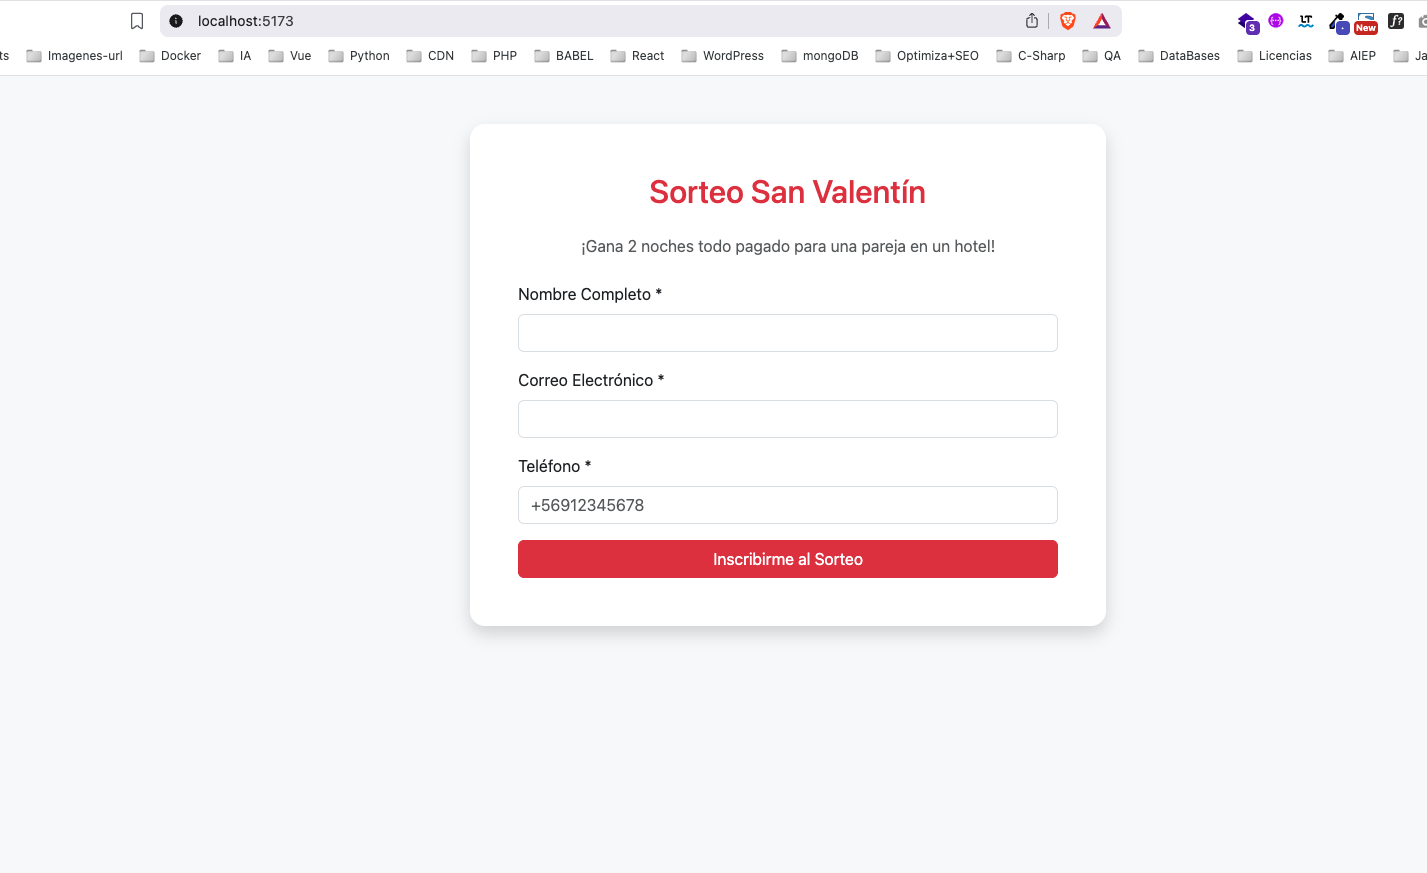 localhost:5173
3
LT
New
f?
ts Imagenes-url Docker IA Vue Python CDN PHP BABEL React WordPress mongoDB Optimiza+SEO C-Sharp QA DataBases Licencias AIEP Ja
Sorteo San Valentín
¡Gana 2 noches todo pagado para una pareja en un hotel!
Nombre Completo *
Correo Electrónico *
Teléfono *
+56912345678
Inscribirme al Sorteo